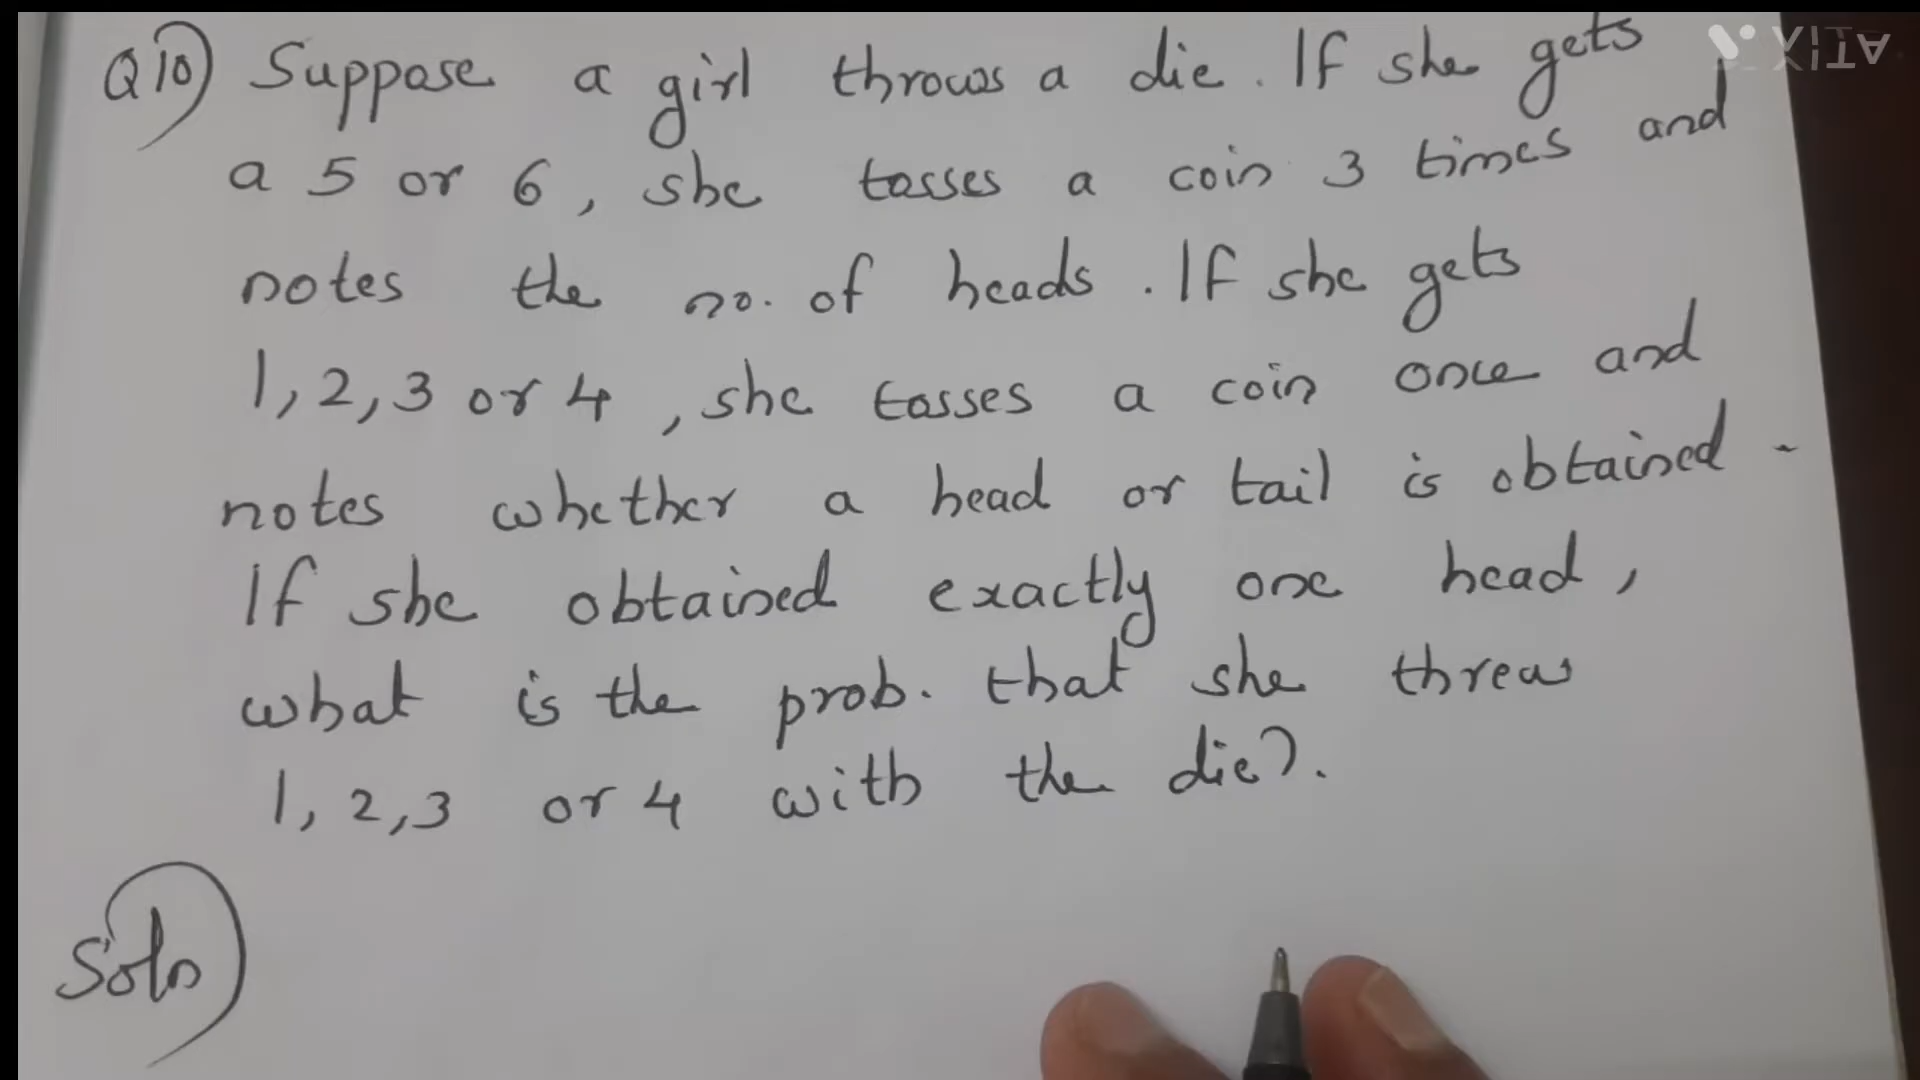 Q10) Suppose a girl throws a die. If she gets
a 5 or 6, she tosses a coin 3 times and
notes the no. of heads. If she gets
1, 2, 3 or 4, she tosses a coin once and
notes whether a head or tail is obtained.
If she obtained exactly one head,
what is the prob. that she threw
1, 2, 3 or 4 with the die?.
Soln)
VITA